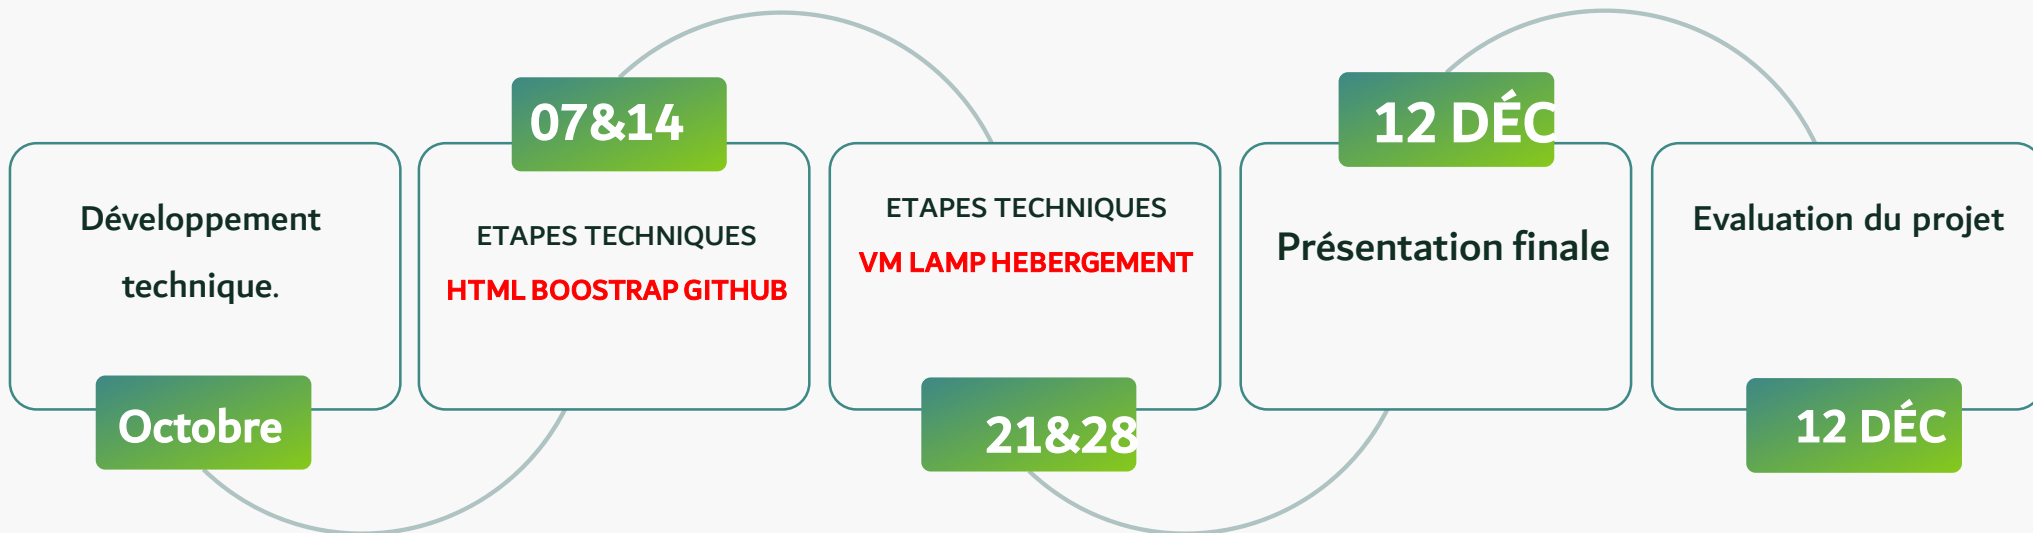 Développement
technique.
Octobre
07&14
ETAPES TECHNIQUES
HTML BOOSTRAP GITHUB
ETAPES TECHNIQUES
VM LAMP HEBERGEMENT
21&28
12 DÉC
Présentation finale
Evaluation du projet
12 DÉC